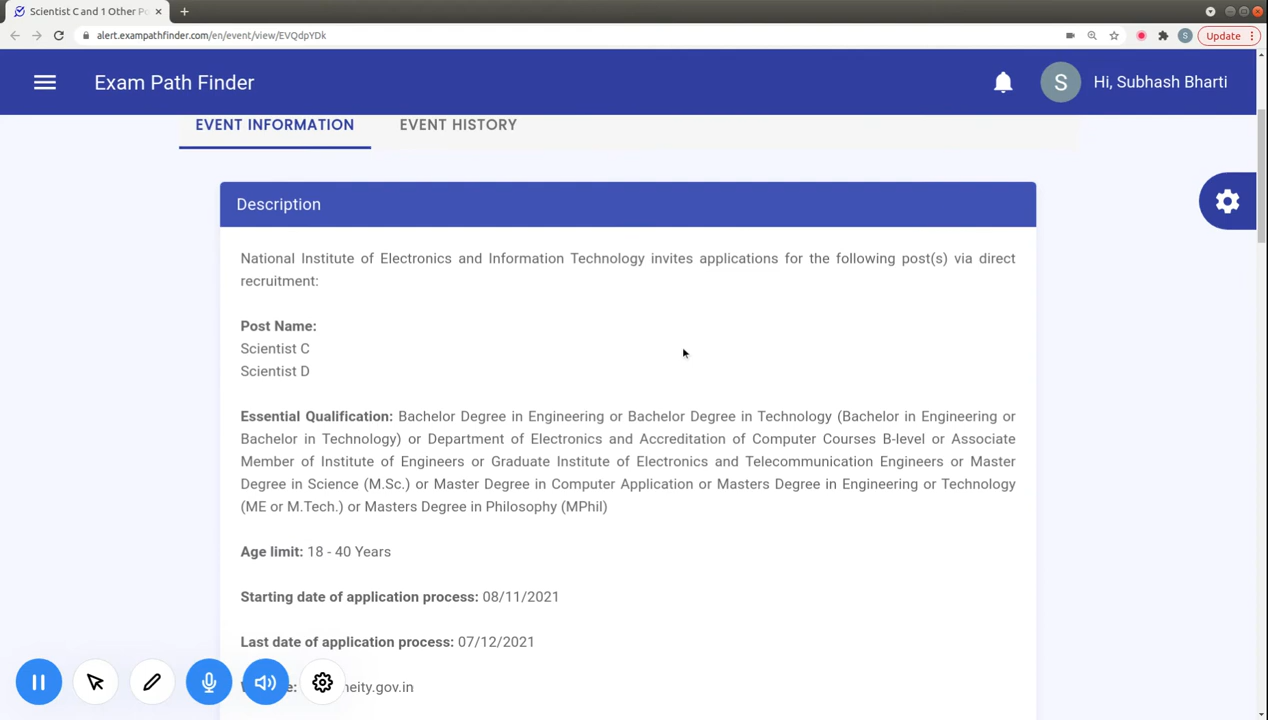 Scientist C and 1 Other Po
alert.exampathfinder.com/en/event/view/EVQdpYDk
S
Update
Exam Path Finder
S
Hi, Subhash Bharti
EVENT INFORMATION
EVENT HISTORY
Description
National Institute of Electronics and Information Technology invites applications for the following post(s) via direct
recruitment:
Post Name:
Scientist C
Scientist D
Essential Qualification: Bachelor Degree in Engineering or Bachelor Degree in Technology (Bachelor in Engineering or
Bachelor in Technology) or Department of Electronics and Accreditation of Computer Courses B-level or Associate
Member of Institute of Engineers or Graduate Institute of Electronics and Telecommunication Engineers or Master
Degree in Science (M.Sc.) or Master Degree in Computer Application or Masters Degree in Engineering or Technology
(ME or M.Tech.) or Masters Degree in Philosophy (MPhil)
Age limit: 18 - 40 Years
Starting date of application process: 08/11/2021
Last date of application process: 07/12/2021
neity.gov.in